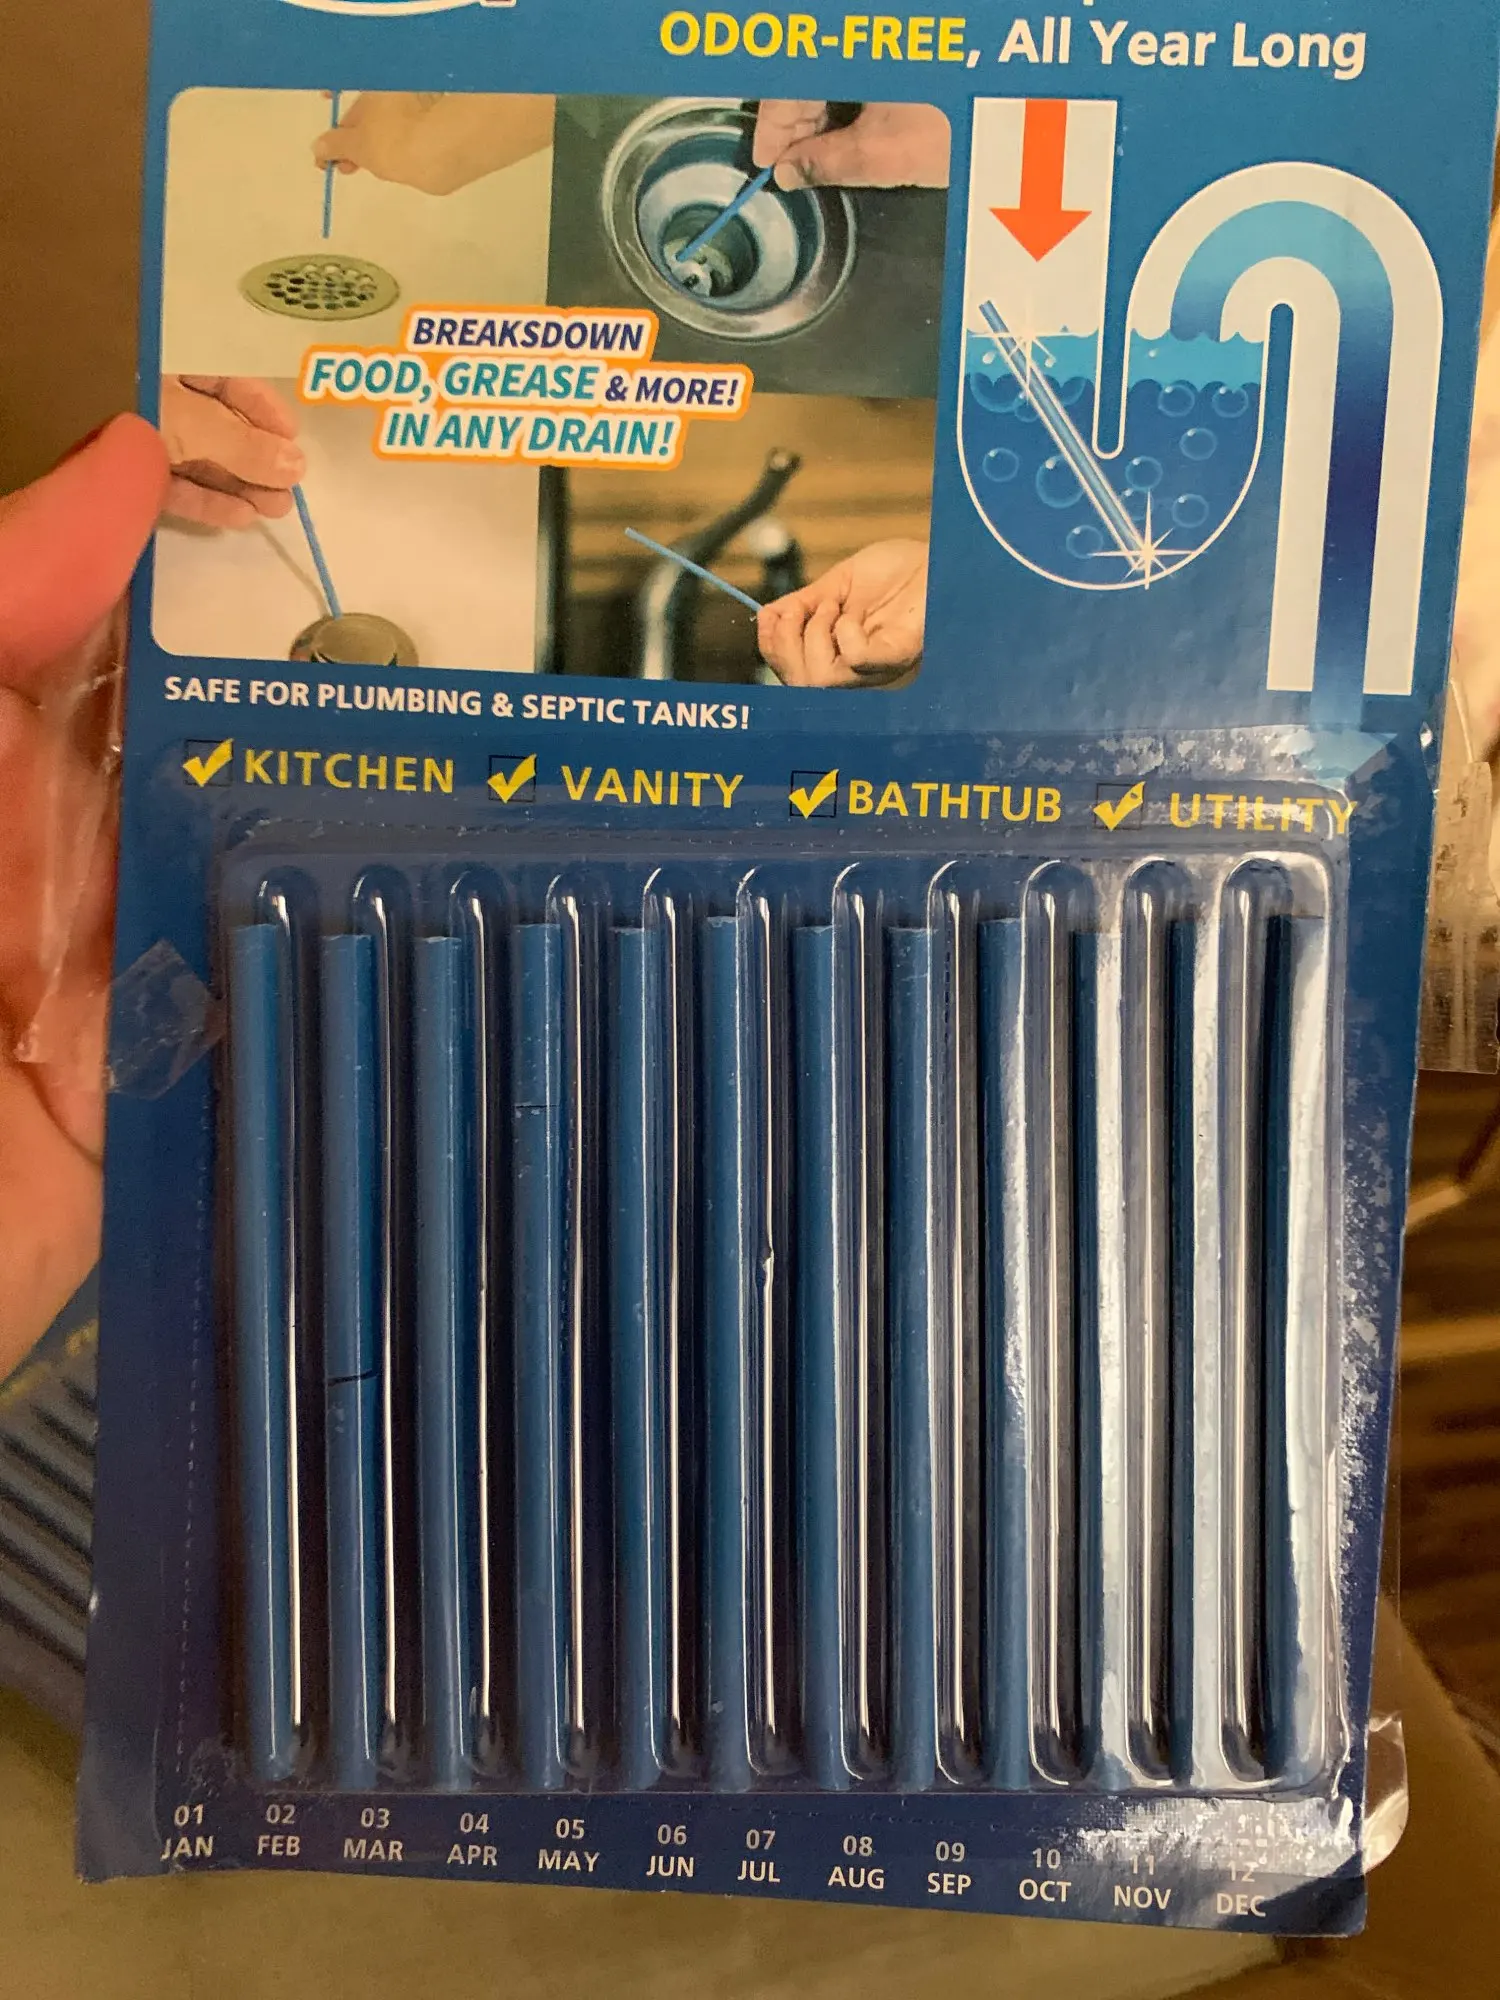 ODOR-FREE, All Year Long
BREAKSDOWN
FOOD, GREASE & MORE!
IN ANY DRAIN!
SAFE FOR PLUMBING & SEPTIC TANKS!
KITCHEN VANITY BATHTUB UTILITY
01 02 03 04 05 06 07 08 09 10 11 12
JAN FEB MAR APR MAY JUN JUL AUG SEP OCT NOV DEC